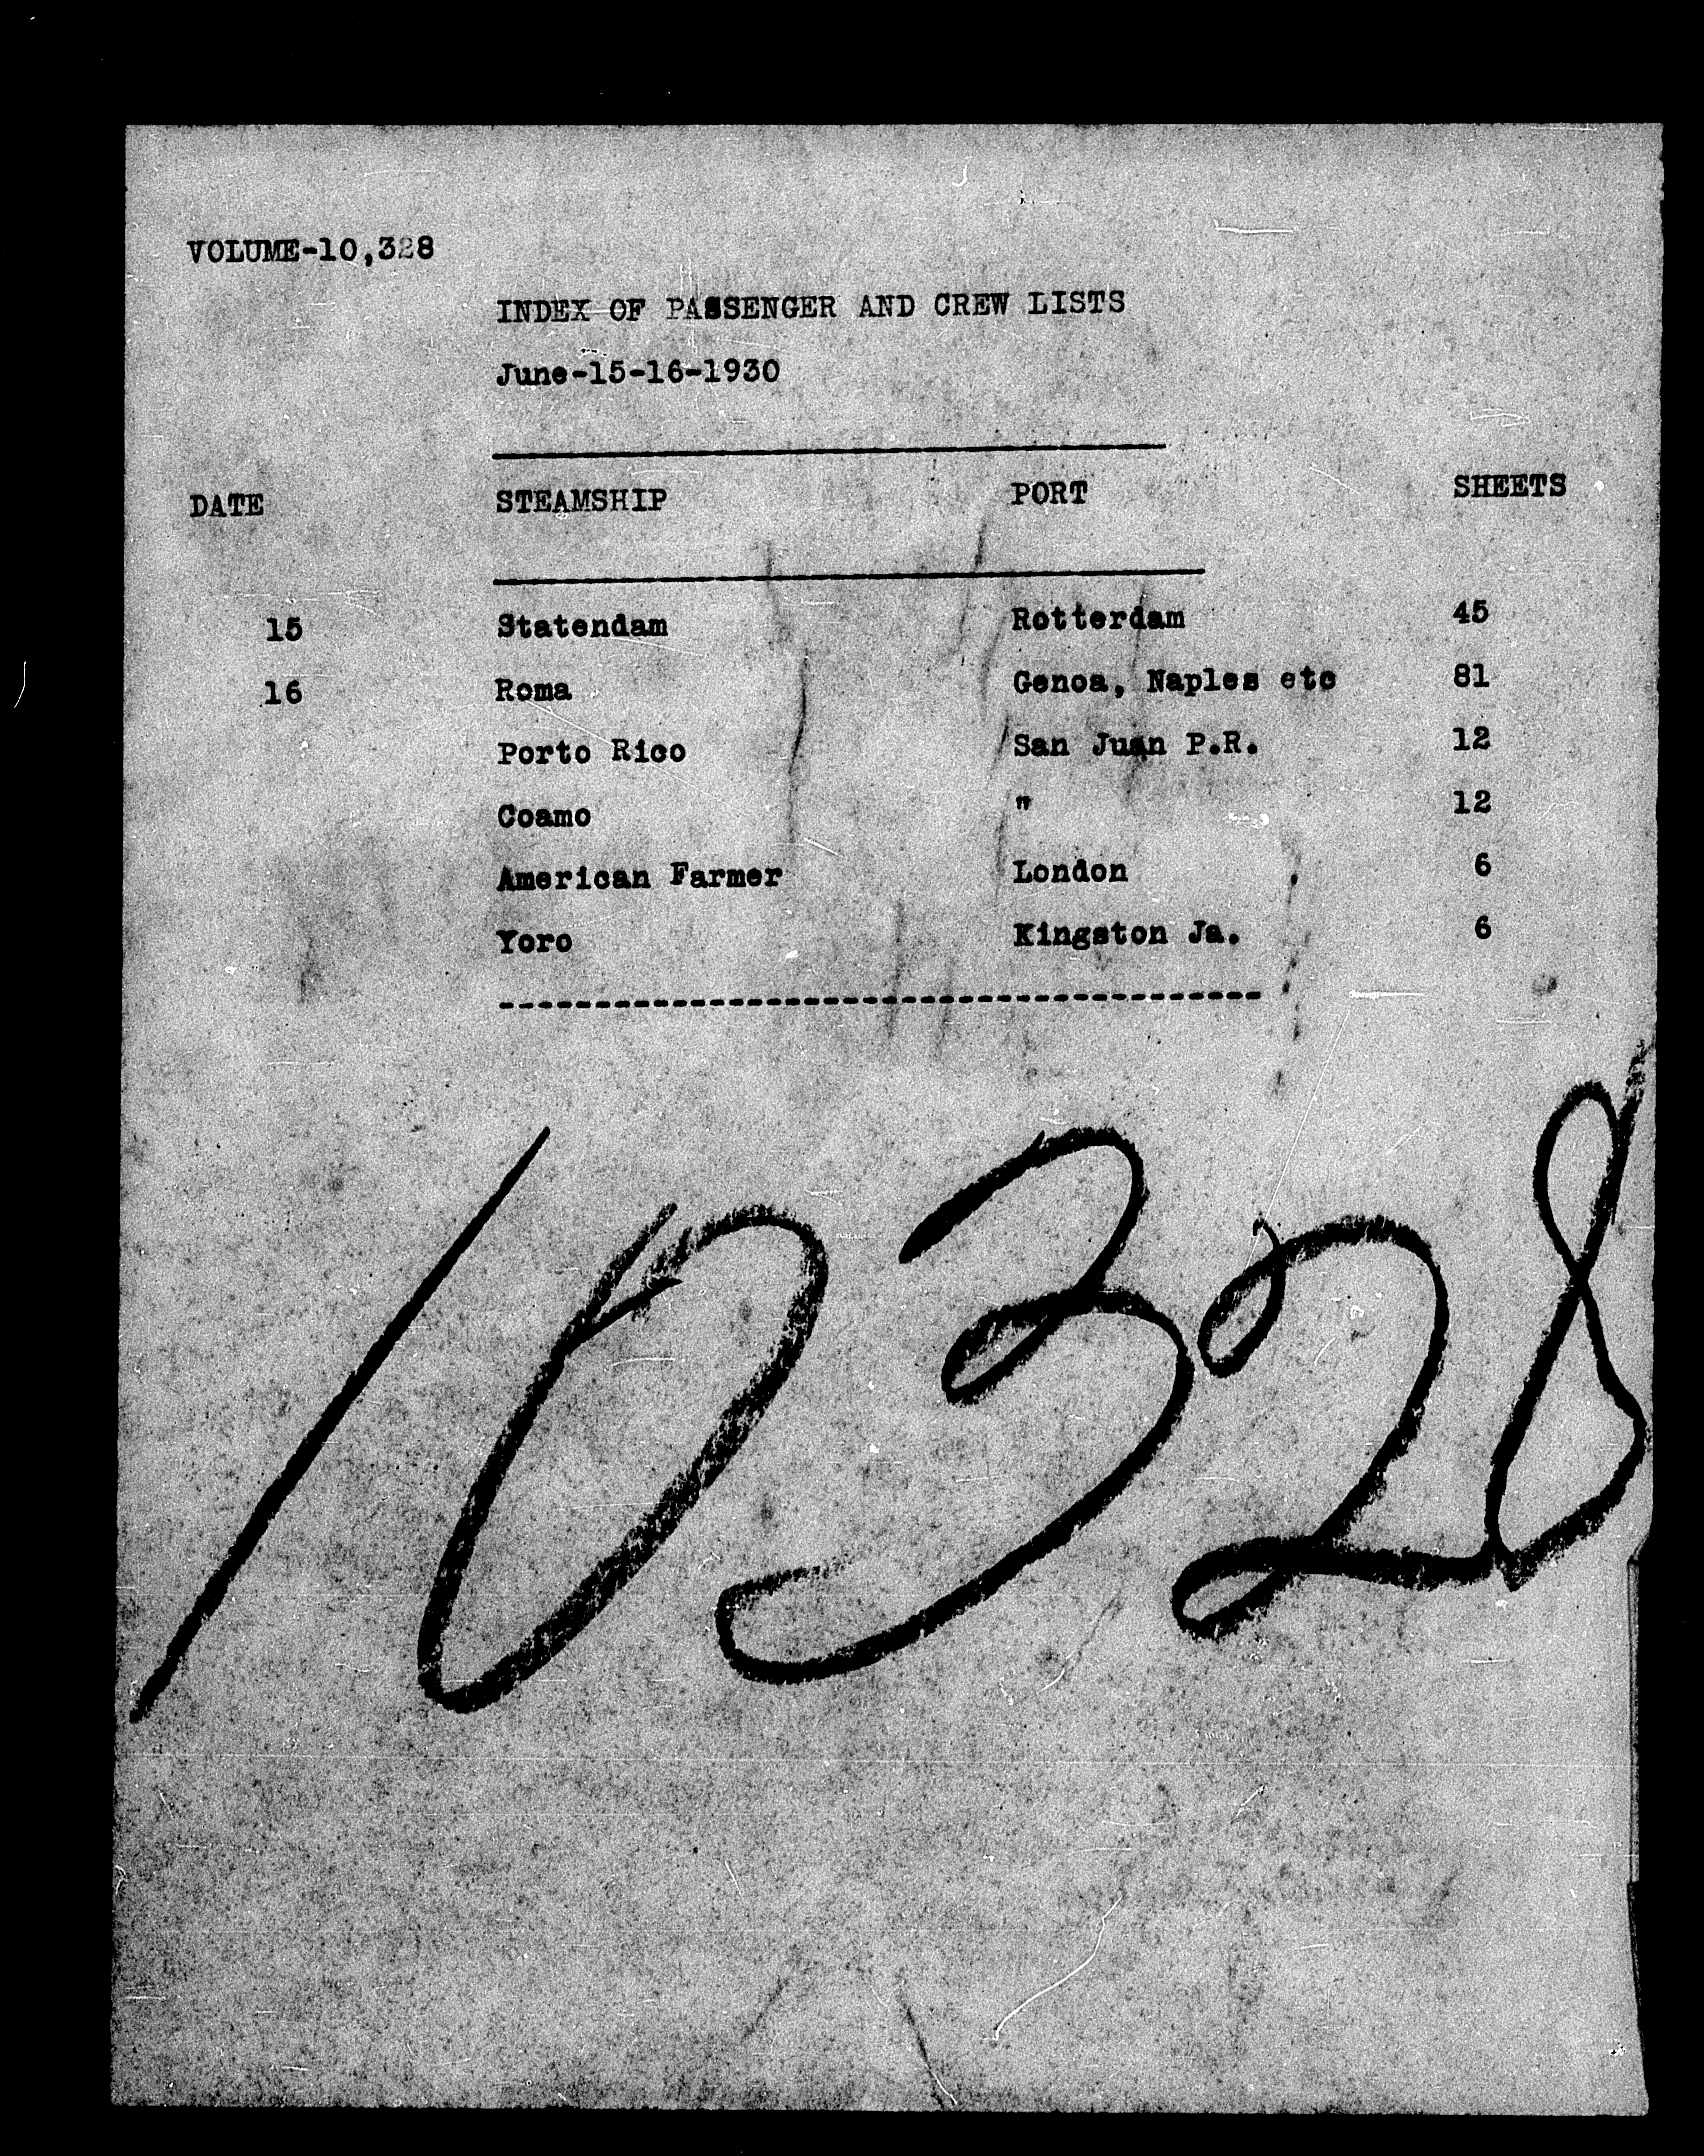 VOLUME-10,328
INDEX OF PASSENGER AND CREW LISTS
June-15-16-1930
DATE STEAMSHIP PORT SHEETS
15 Statendam Rotterdam 45
16 Roma Genoa, Naples etc 81
Porto Rico San Juan P.R. 12
Coamo " 12
American Farmer London 6
Yoro Kingston Ja. 6
10328